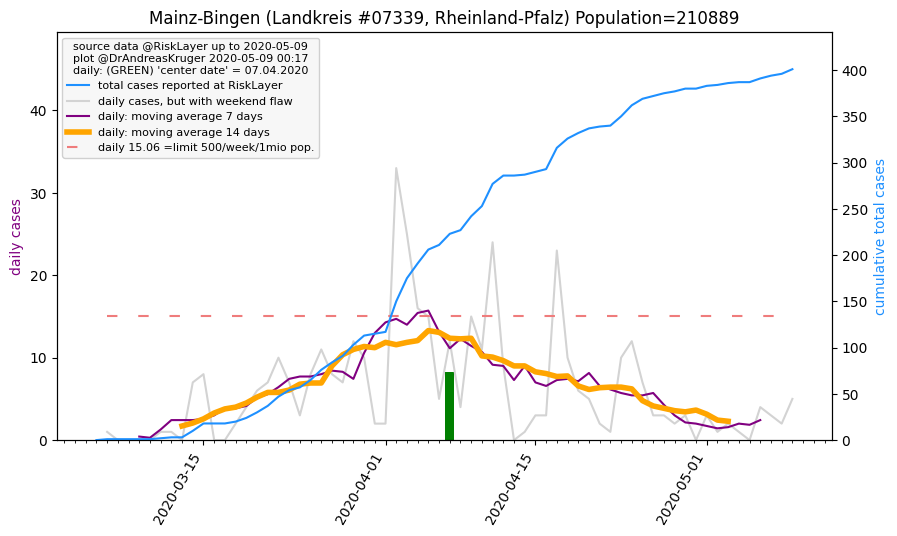 Mainz-Bingen (Landkreis #07339, Rheinland-Pfalz) Population=210889
source data @RiskLayer up to 2020-05-09
plot @DrAndreasKruger 2020-05-09 00:17
daily: (GREEN) 'center date' = 07.04.2020
total cases reported at RiskLayer
daily cases, but with weekend flaw
daily: moving average 7 days
daily: moving average 14 days
daily 15.06 =limit 500/week/1mio pop.
daily cases
40
30
20
10
0
cumulative total cases
400
350
300
250
200
150
100
50
0
2020-03-15
2020-04-01
2020-04-15
2020-05-01